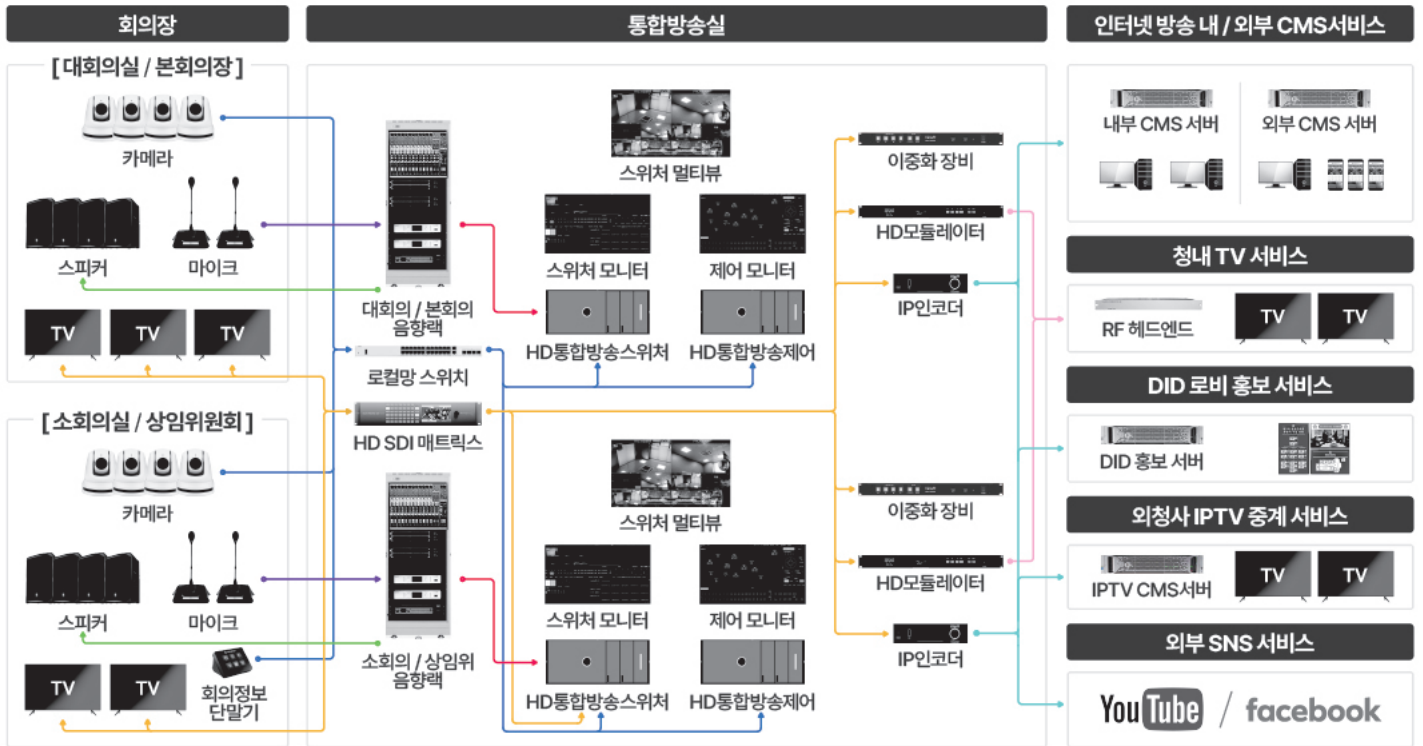 회의장
[ 대회의실 / 본회의장 ]
카메라
스피커
마이크
TV
TV
TV
[ 소회의실 / 상임위원회 ]
카메라
스피커
마이크
TV
TV
회의정보
단말기
통합방송실
대회의 / 본회의
음향랙
로컬망 스위치
HD SDI 매트릭스
소회의 / 상임위
음향랙
스위처 멀티뷰
스위처 모니터
제어 모니터
HD통합방송스위처
HD통합방송제어
스위처 멀티뷰
스위처 모니터
제어 모니터
HD통합방송스위처
HD통합방송제어
이중화 장비
HD모듈레이터
IP인코더
이중화 장비
HD모듈레이터
IP인코더
인터넷 방송 내 / 외부 CMS서비스
내부 CMS 서버
외부 CMS 서버
청내 TV 서비스
RF 헤드엔드
TV
TV
DID 로비 홍보 서비스
DID 홍보 서버
외청사 IPTV 중계 서비스
IPTV CMS서버
TV
TV
외부 SNS 서비스
YouTube / facebook